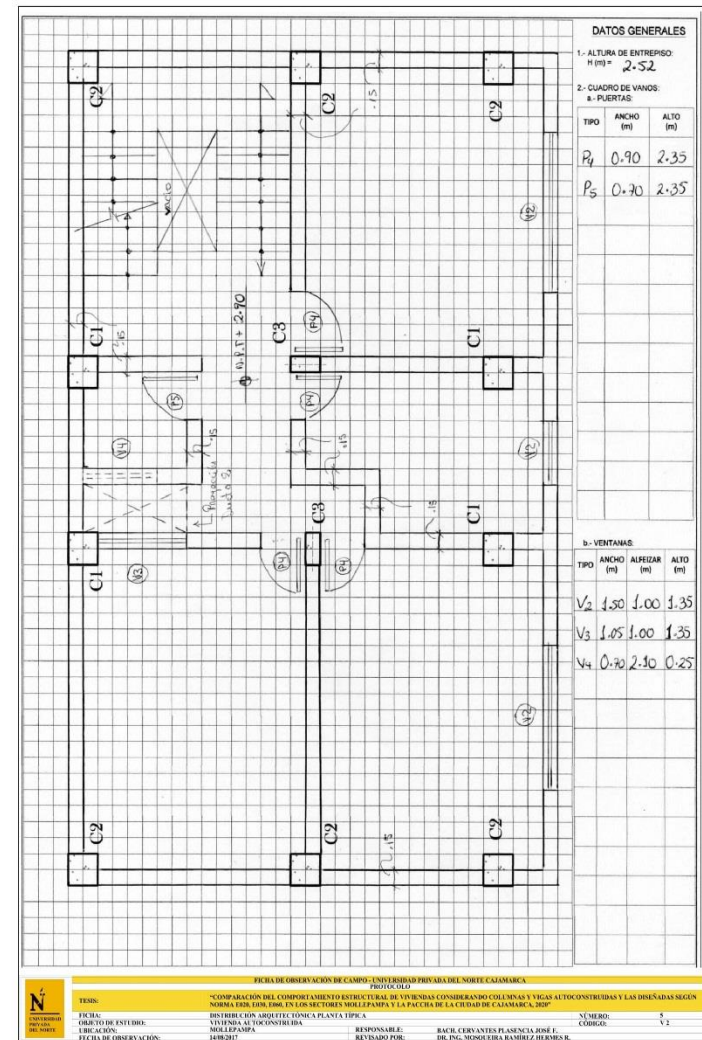 DATOS GENERALES
1.- ALTURA DE ENTREPISO:
H (m) = 2.52
2.- CUADRO DE VANOS:
a.- PUERTAS:
TIPO ANCHO (m) ALTO (m)
P4 0.90 2.35
P5 0.70 2.35
b.- VENTANAS:
TIPO ANCHO (m) ALFEIZAR (m) ALTO (m)
V2 1.50 1.00 1.35
V3 1.05 1.00 1.35
V4 0.70 2.10 0.25
C2
C2
C2
.15
vacio
V2
N.P.T + 2.90
C1
.15
C3
P4
C1
P5
P4
V4
.15
.15
V2
C3
.15
C1
C1
V3
P4
P4
V2
C2
C2
C2
.15
N
UNIVERSIDAD
PRIVADA
DEL NORTE
FICHA DE OBSERVACIÓN DE CAMPO - UNIVERSIDAD PRIVADA DEL NORTE CAJAMARCA
PROTOCOLO
TESIS: "COMPARACIÓN DEL COMPORTAMIENTO ESTRUCTURAL DE VIVIENDAS CONSIDERANDO COLUMNAS Y VIGAS AUTOCONSTRUIDAS Y LAS DISEÑADAS SEGÚN
NORMA E020, E030, E060, EN LOS SECTORES MOLLEPAMPA Y LA PACCHA DE LA CIUDAD DE CAJAMARCA, 2020"
FICHA: DISTRIBUCIÓN ARQUITECTÓNICA PLANTA TÍPICA NÚMERO: 5
OBJETO DE ESTUDIO: VIVIENDA AUTOCONSTRUIDA CÓDIGO: V 2
UBICACIÓN: MOLLEPAMPA RESPONSABLE: BACH. CERVANTES PLASENCIA JOSÉ F.
FECHA DE OBSERVACIÓN: 14/08/2017 REVISADO POR: DR. ING. MOSQUEIRA RAMÍREZ HERMES R.